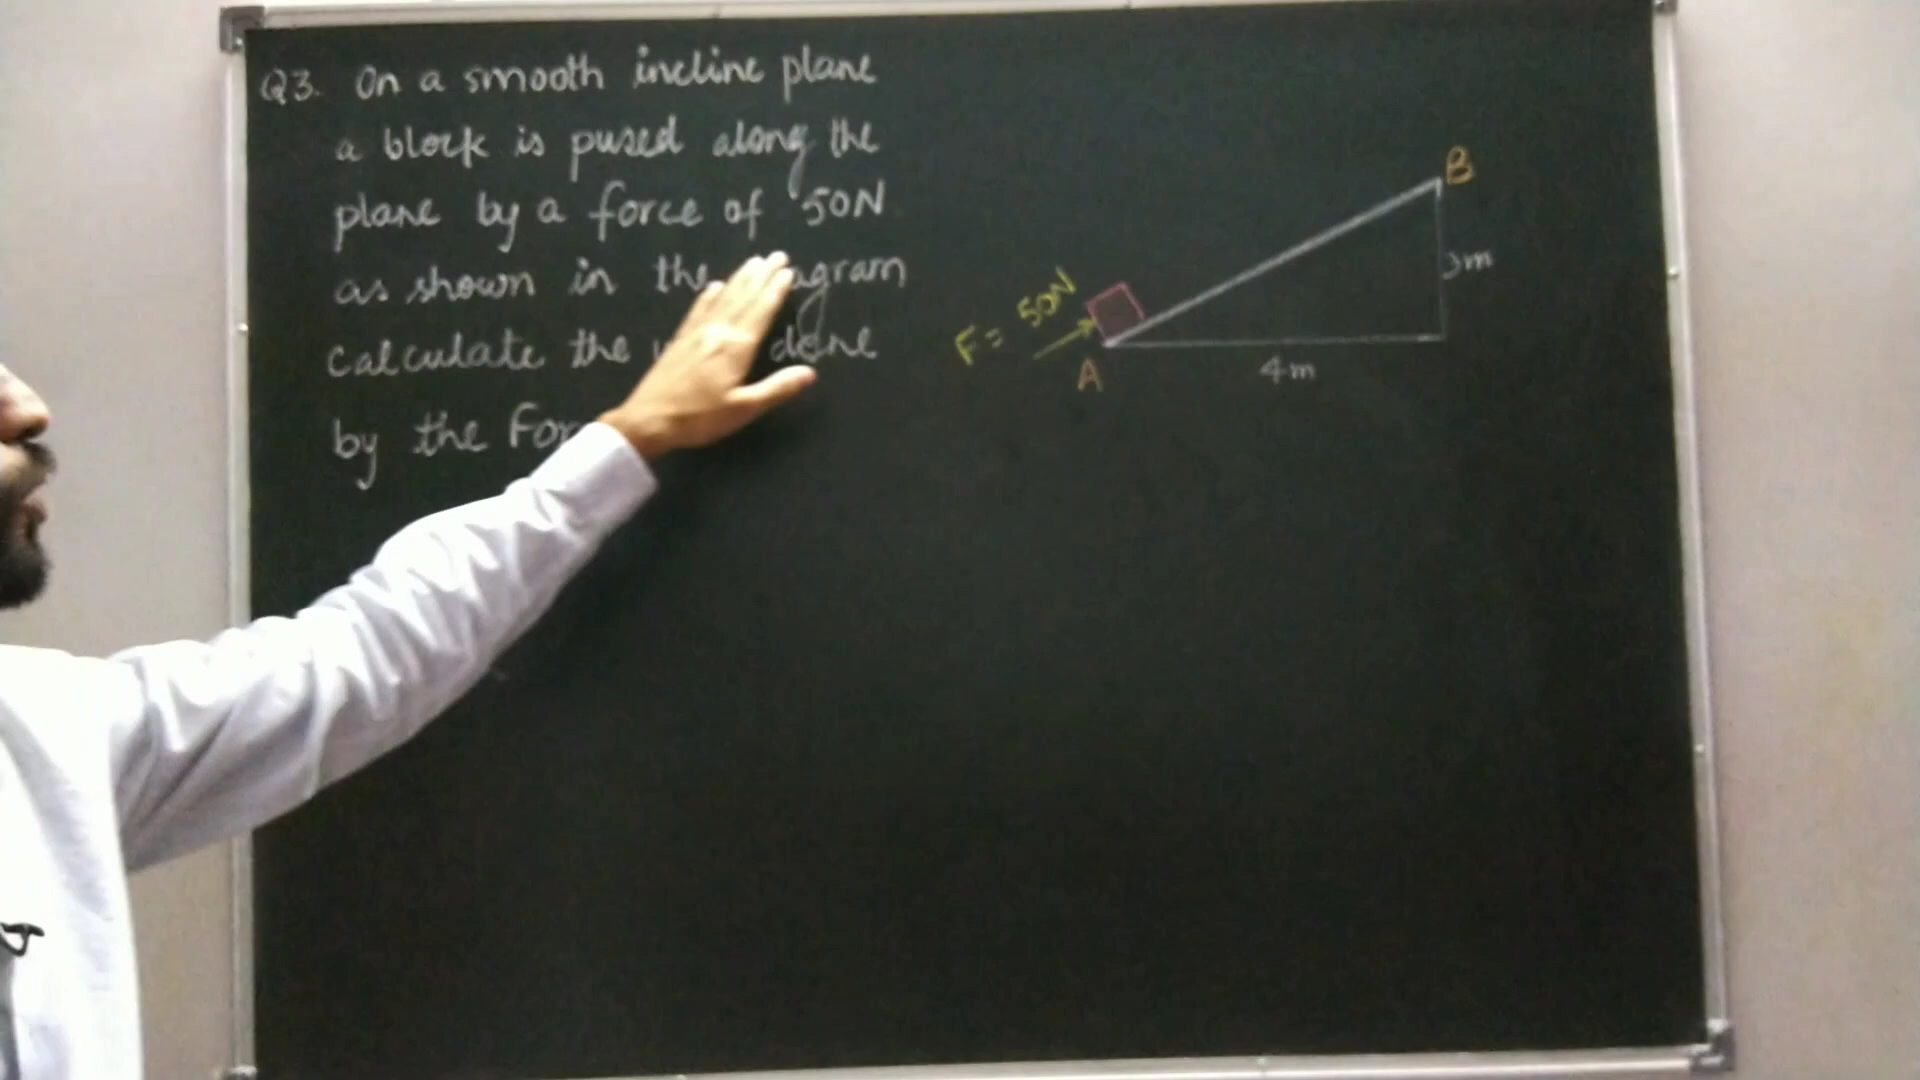 Q3. On a smooth incline plane
a block is pused along the
plane by a force of 50N
as shown in the
calculate the done
by the
B
3m
F = 50N
A
4m